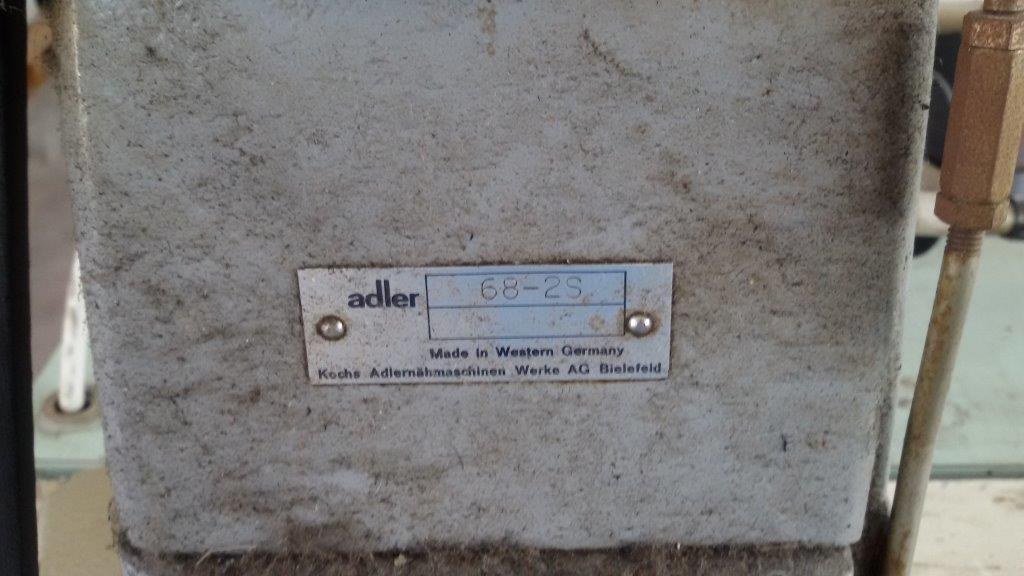 adler
68-2S
Made in Western Germany
Kochs Adlernähmaschinen Werke AG Bielefeld